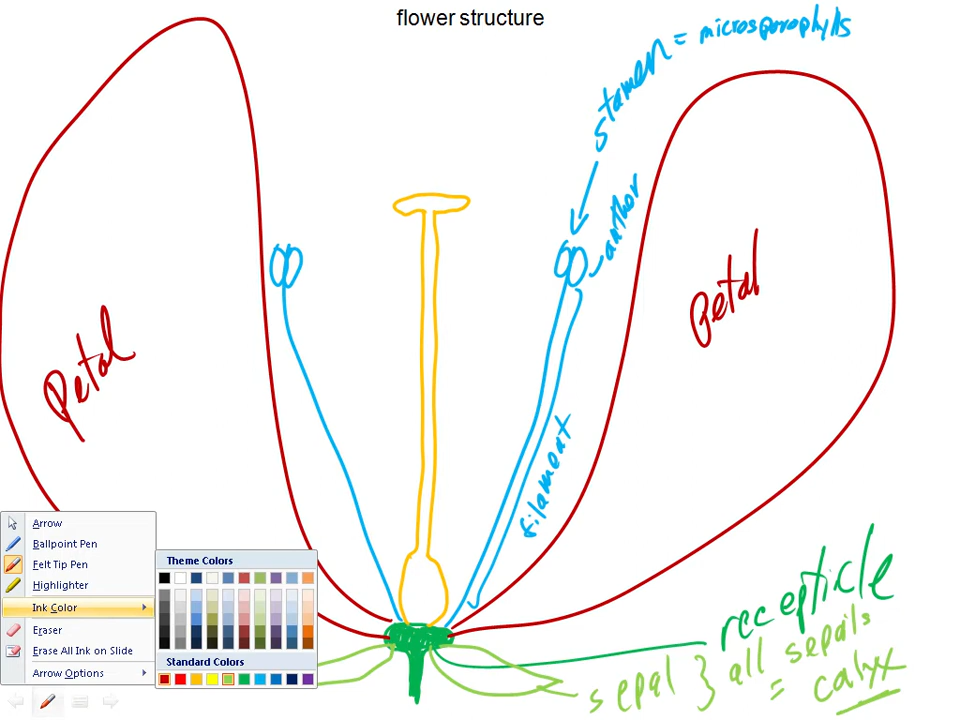 flower structure
stamen = microsporophylls
anther
Petal
Petal
filament
recepticle
sepal } all sepals
= calyx
Arrow
Ballpoint Pen
Felt Tip Pen
Highlighter
Ink Color
Eraser
Erase All Ink on Slide
Arrow Options
Theme Colors
Standard Colors